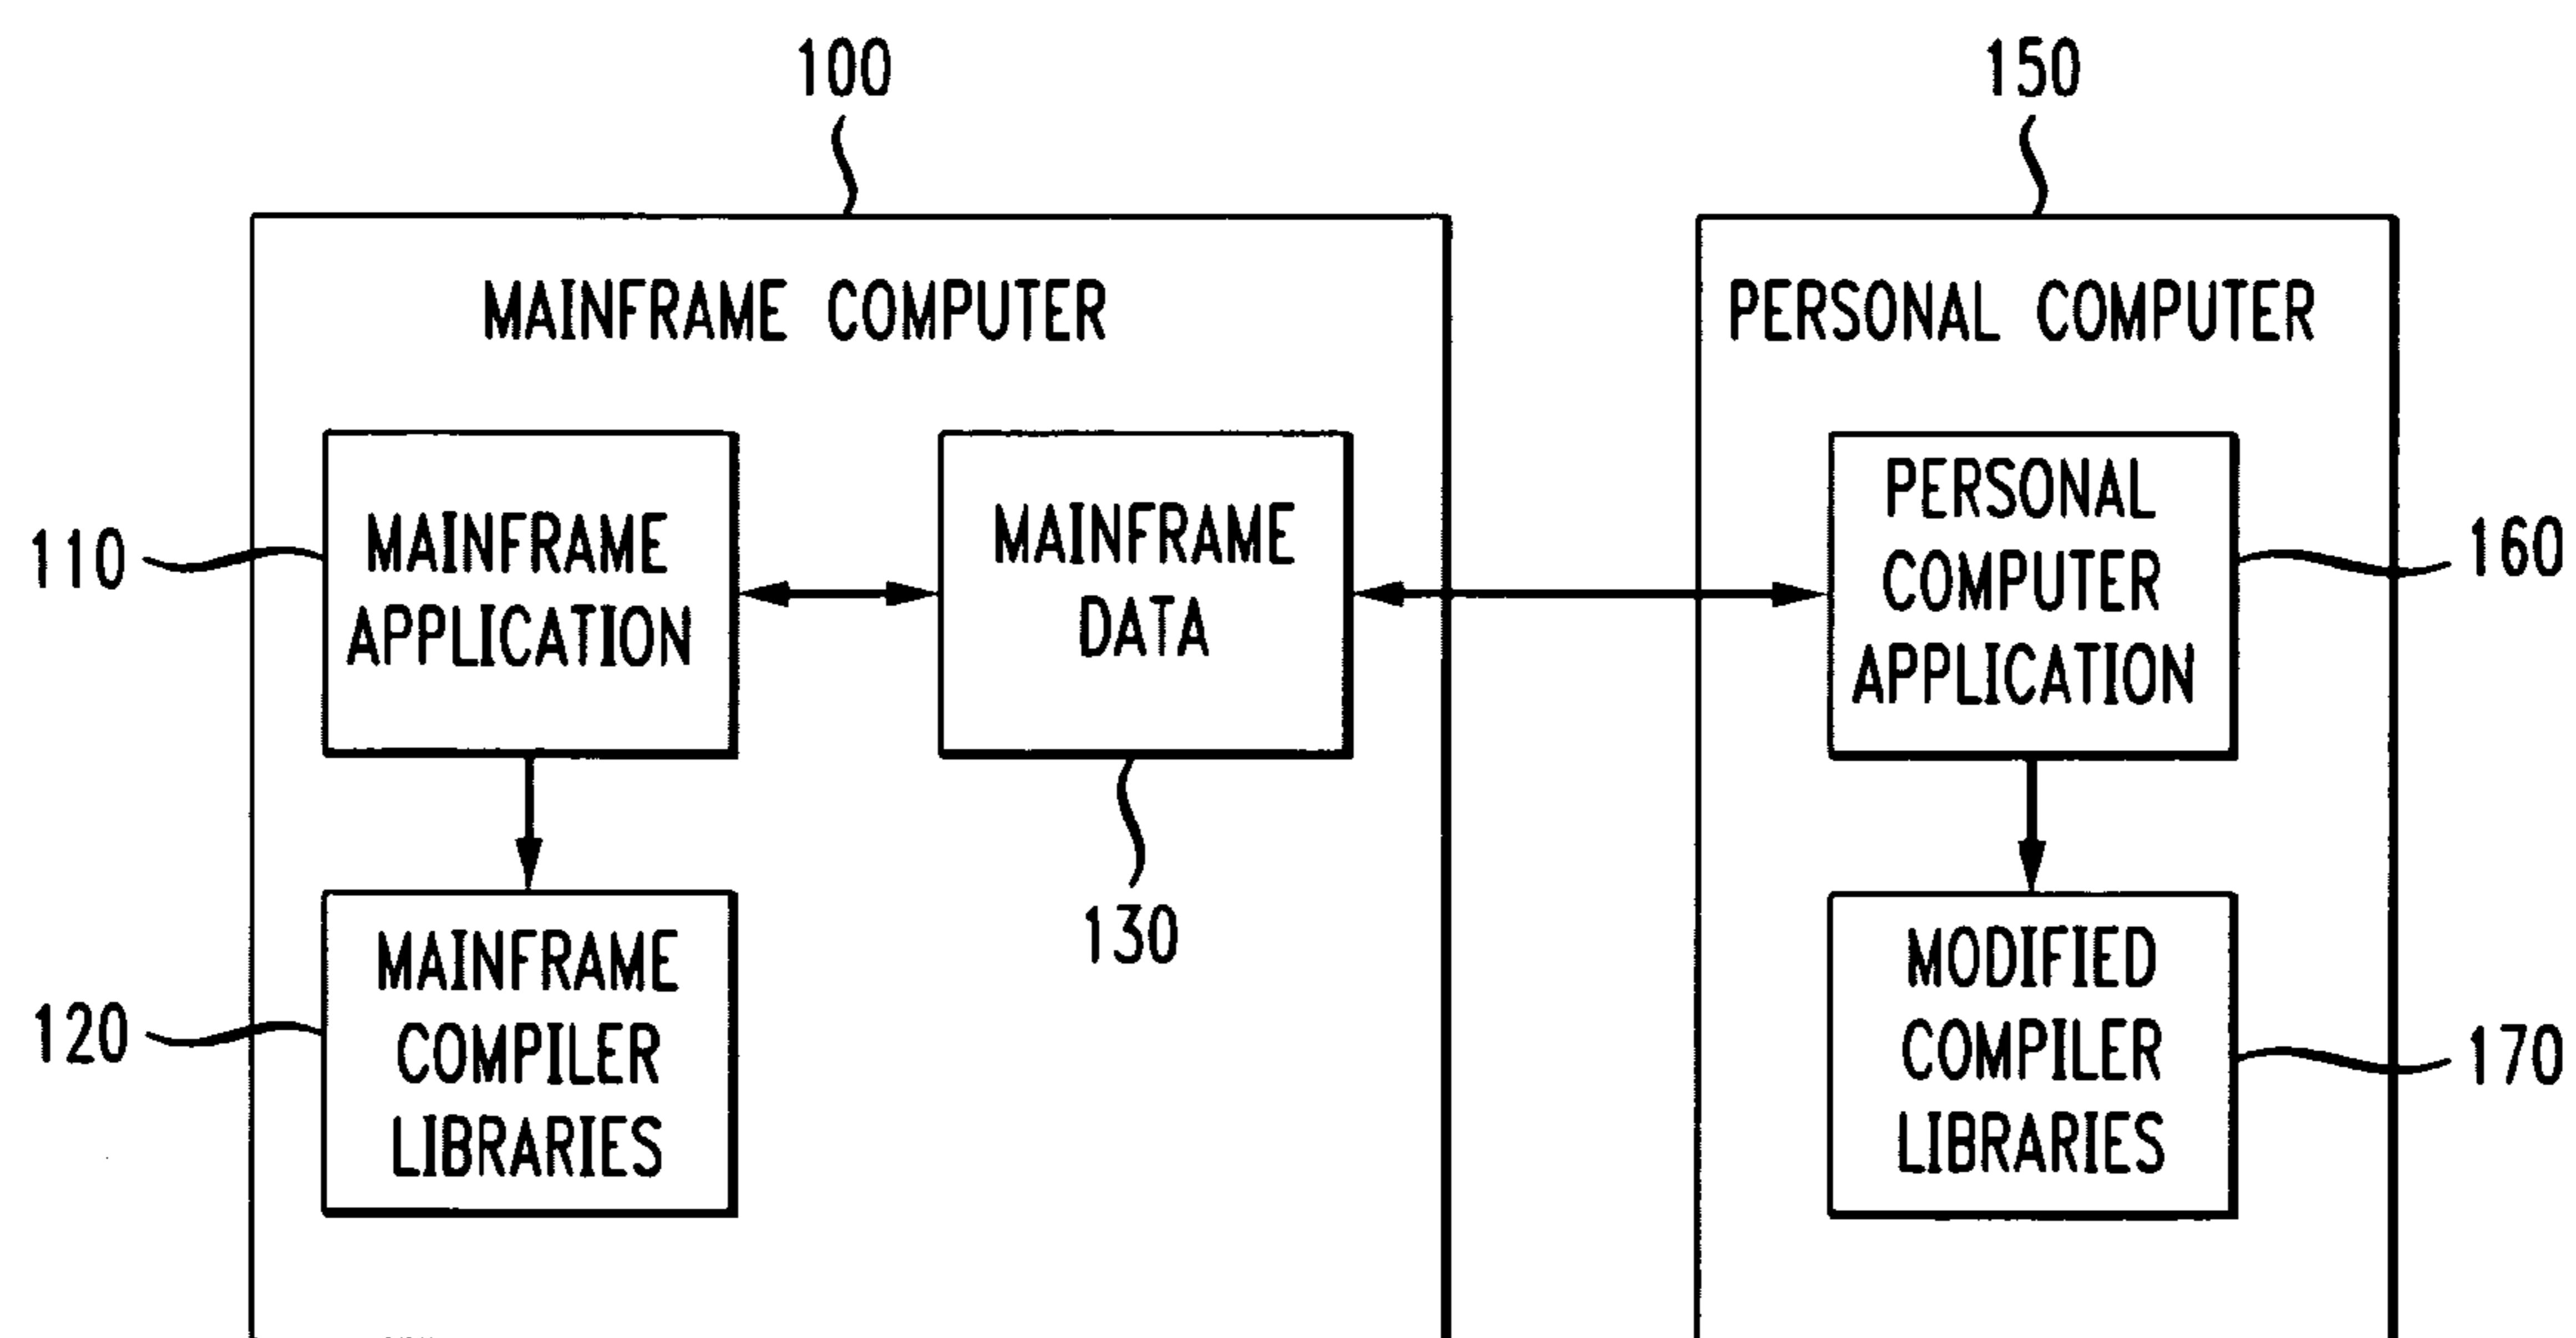 100
150
MAINFRAME COMPUTER
PERSONAL COMPUTER
110
MAINFRAME
APPLICATION
MAINFRAME
DATA
PERSONAL
COMPUTER
APPLICATION
160
120
MAINFRAME
COMPILER
LIBRARIES
130
MODIFIED
COMPILER
LIBRARIES
170